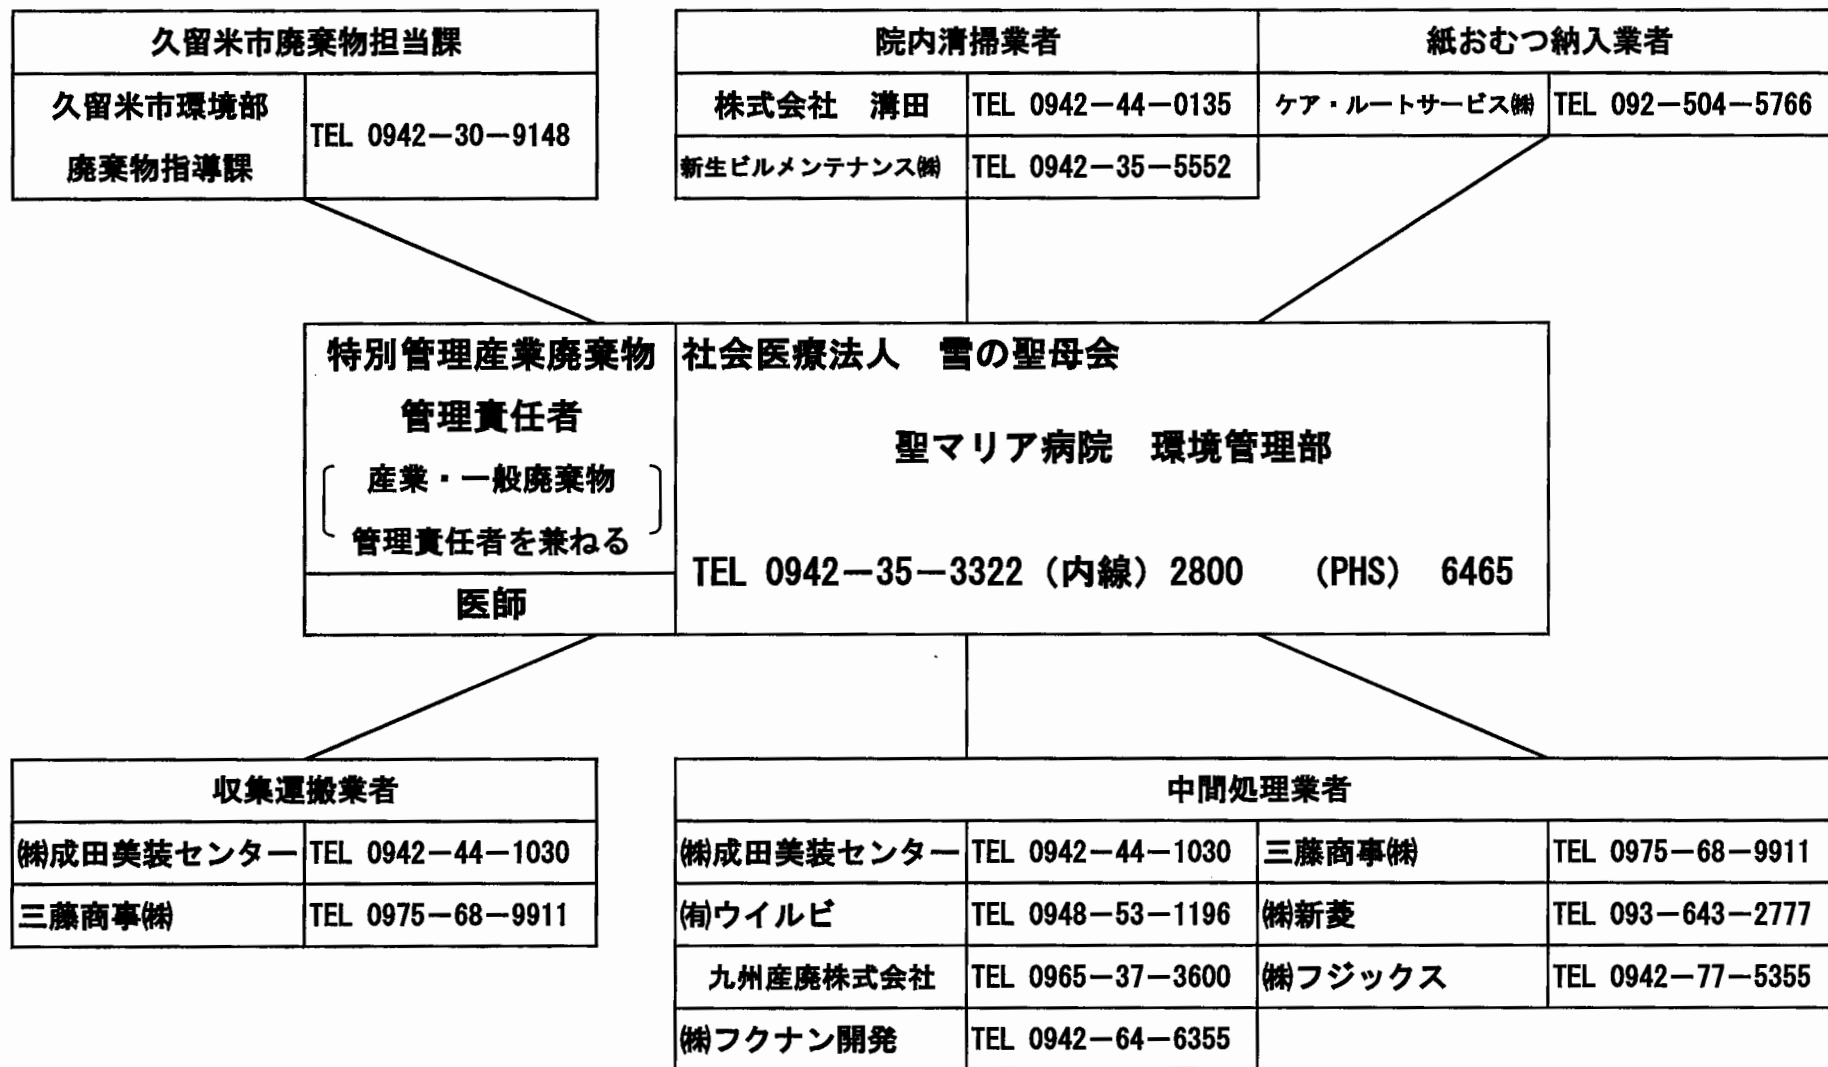 久留米市廃棄物担当課
久留米市環境部
廃棄物指導課
TEL 0942－30－9148
院内清掃業者
株式会社　溝田
TEL 0942－44－0135
新生ビルメンテナンス㈱
TEL 0942－35－5552
紙おむつ納入業者
ケア・ルートサービス㈱
TEL 092－504－5766
特別管理産業廃棄物
管理責任者
産業・一般廃棄物
管理責任者を兼ねる
医師
社会医療法人　雪の聖母会
聖マリア病院　環境管理部
TEL 0942－35－3322（内線）2800　（PHS）　6465
収集運搬業者
㈱成田美装センター
TEL 0942－44－1030
三藤商事㈱
TEL 0975－68－9911
中間処理業者
㈱成田美装センター
TEL 0942－44－1030
三藤商事㈱
TEL 0975－68－9911
㈲ウイルビ
TEL 0948－53－1196
㈱新菱
TEL 093－643－2777
九州産廃株式会社
TEL 0965－37－3600
㈱フジックス
TEL 0942－77－5355
㈱フクナン開発
TEL 0942－64－6355